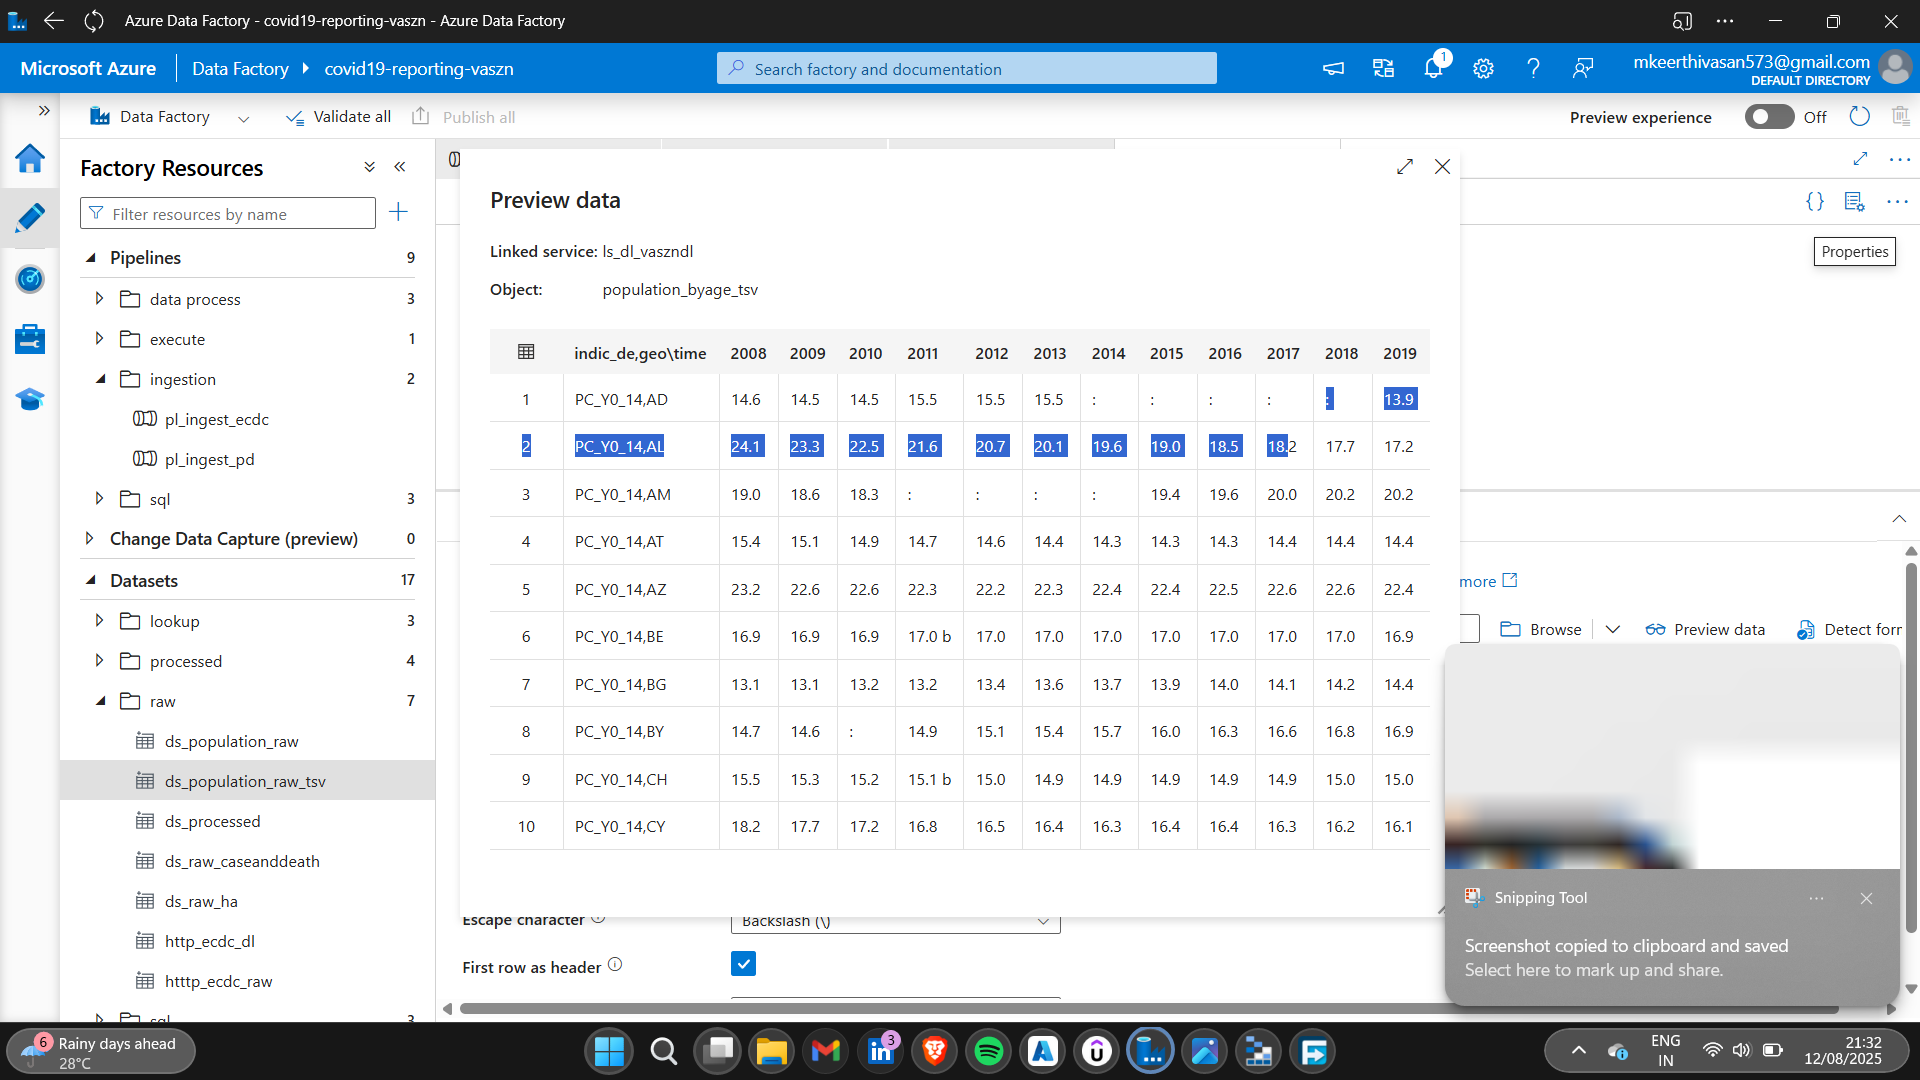 Azure Data Factory - covid19-reporting-vaszn - Azure Data Factory
Microsoft Azure Data Factory covid19-reporting-vaszn
Search factory and documentation
1
mkeerthivasan573@gmail.com
DEFAULT DIRECTORY
Data Factory Validate all Publish all
Preview experience Off
Factory Resources
Filter resources by name
Pipelines 9
data process 3
execute 1
ingestion 2
pl_ingest_ecdc
pl_ingest_pd
sql 3
Change Data Capture (preview) 0
Datasets 17
lookup 3
processed 4
raw 7
ds_population_raw
ds_population_raw_tsv
ds_processed
ds_raw_caseanddeath
ds_raw_ha
http_ecdc_dl
htttp_ecdc_raw
sql 3
Preview data
Linked service: ls_dl_vaszndl
Object: population_byage_tsv
indic_de,geo\time 2008 2009 2010 2011 2012 2013 2014 2015 2016 2017 2018 2019
1 PC_Y0_14,AD 14.6 14.5 14.5 15.5 15.5 15.5 : : : : : 13.9
2 PC_Y0_14,AL 24.1 23.3 22.5 21.6 20.7 20.1 19.6 19.0 18.5 18.2 17.7 17.2
3 PC_Y0_14,AM 19.0 18.6 18.3 : : : : 19.4 19.6 20.0 20.2 20.2
4 PC_Y0_14,AT 15.4 15.1 14.9 14.7 14.6 14.4 14.3 14.3 14.3 14.4 14.4 14.4
5 PC_Y0_14,AZ 23.2 22.6 22.6 22.3 22.2 22.3 22.4 22.4 22.5 22.6 22.6 22.4
6 PC_Y0_14,BE 16.9 16.9 16.9 17.0 b 17.0 17.0 17.0 17.0 17.0 17.0 17.0 16.9
7 PC_Y0_14,BG 13.1 13.1 13.2 13.2 13.4 13.6 13.7 13.9 14.0 14.1 14.2 14.4
8 PC_Y0_14,BY 14.7 14.6 : 14.9 15.1 15.4 15.7 16.0 16.3 16.6 16.8 16.9
9 PC_Y0_14,CH 15.5 15.3 15.2 15.1 b 15.0 14.9 14.9 14.9 14.9 14.9 15.0 15.0
10 PC_Y0_14,CY 18.2 17.7 17.2 16.8 16.5 16.4 16.3 16.4 16.4 16.3 16.2 16.1
Escape character Backslash (\)
First row as header
Properties
more
Browse Preview data Detect for
Snipping Tool
Screenshot copied to clipboard and saved
Select here to mark up and share.
6
Rainy days ahead
28°C
3
ENG
IN
21:32
12/08/2025